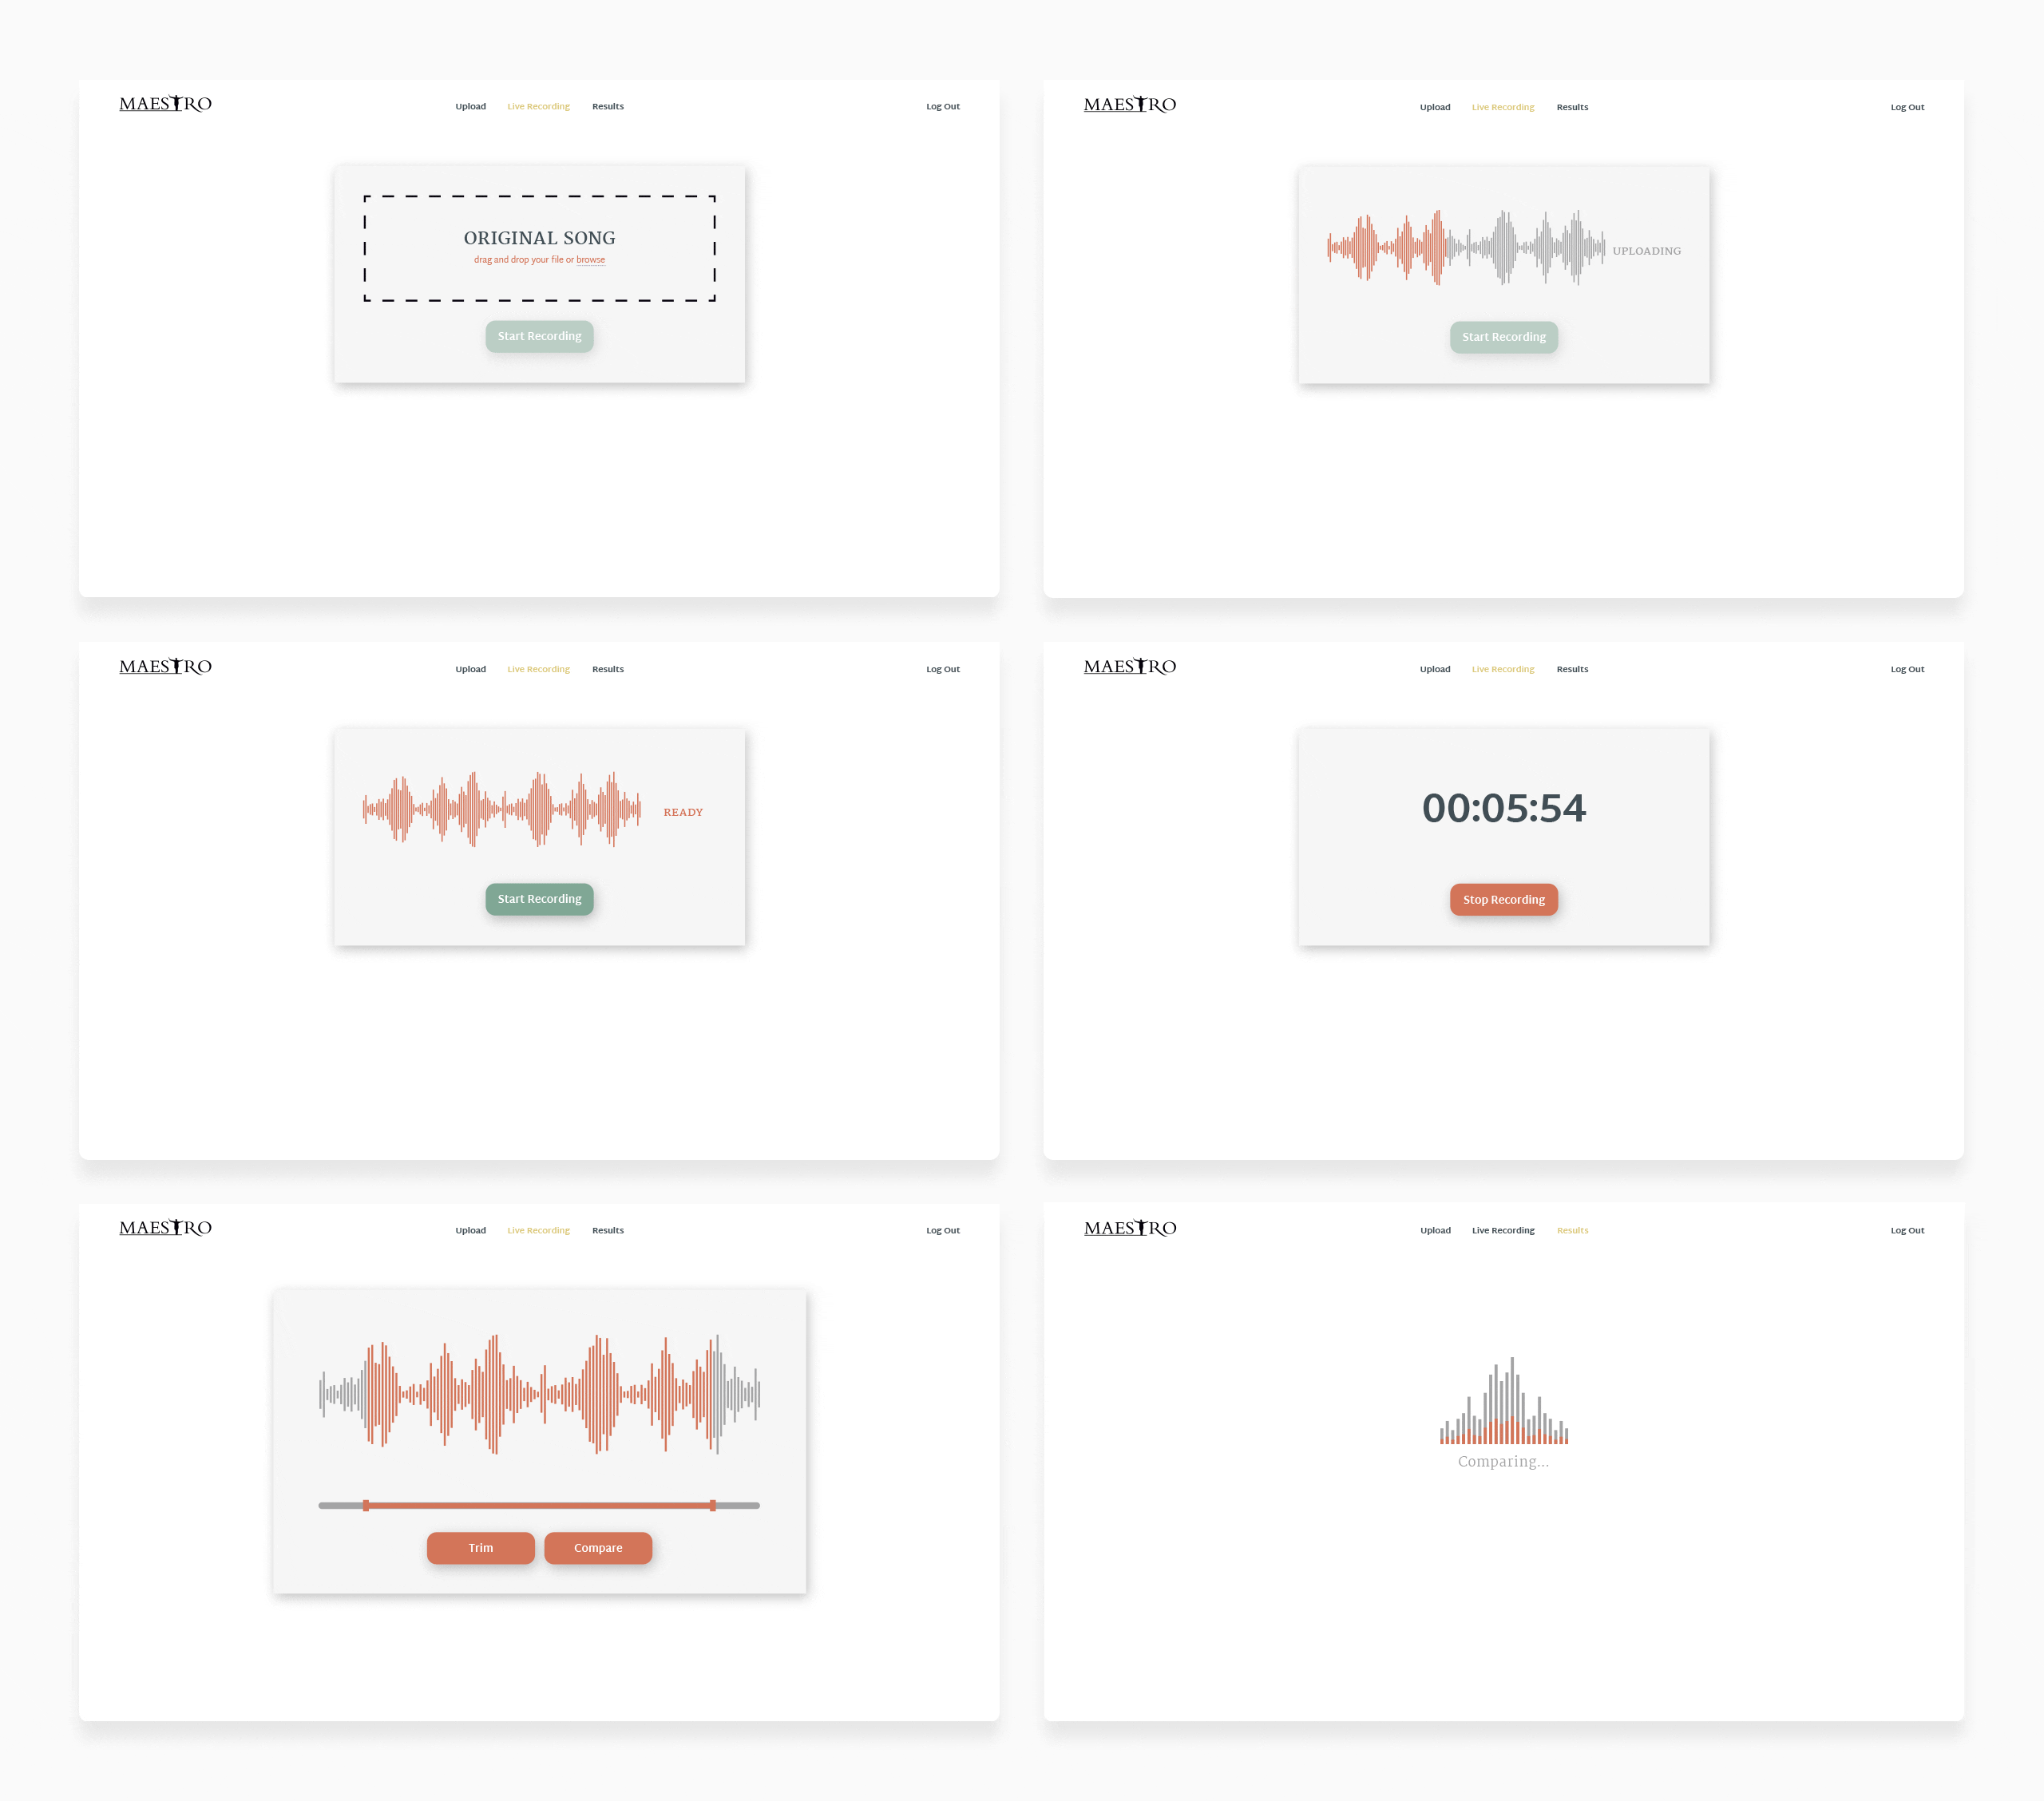 MAESTRO Upload Live Recording Results Log Out
ORIGINAL SONG
drag and drop your file or browse
Start Recording
MAESTRO Upload Live Recording Results Log Out
UPLOADING
Start Recording
MAESTRO Upload Live Recording Results Log Out
READY
Start Recording
MAESTRO Upload Live Recording Results Log Out
00:05:54
Stop Recording
MAESTRO Upload Live Recording Results Log Out
Trim Compare
MAESTRO Upload Live Recording Results Log Out
Comparing...